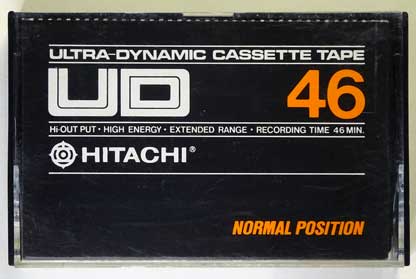 ULTRA-DYNAMIC CASSETTE TAPE
UD 46
Hi-OUT PUT • HIGH ENERGY • EXTENDED RANGE • RECORDING TIME 46 MIN.
HITACHI®
NORMAL POSITION